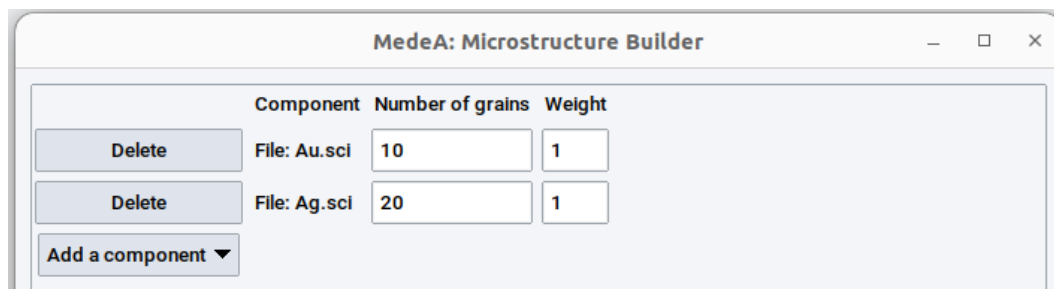 MedeA: Microstructure Builder
Component Number of grains Weight
Delete File: Au.sci 10 1
Delete File: Ag.sci 20 1
Add a component